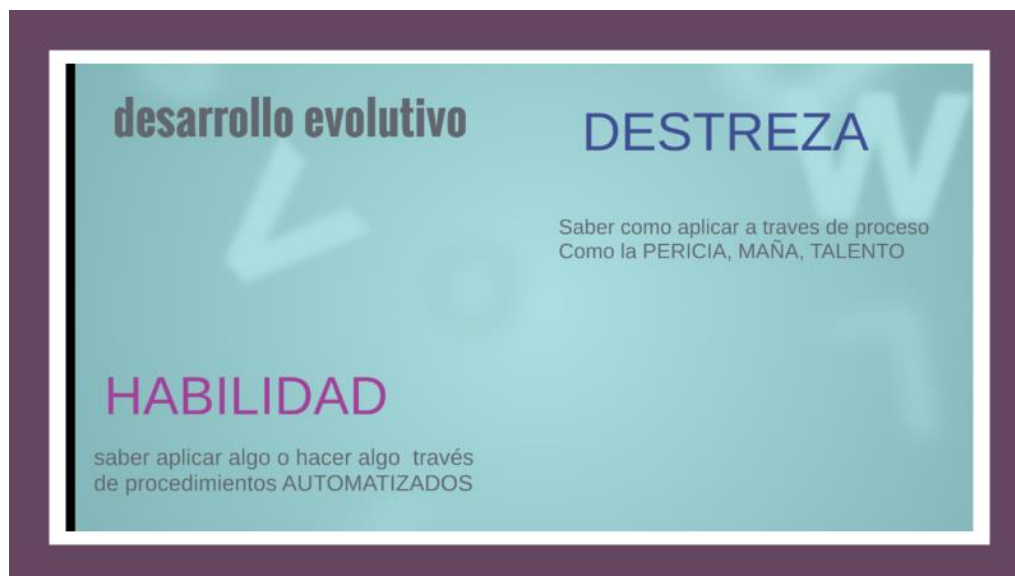 desarrollo evolutivo
DESTREZA
Saber como aplicar a traves de proceso
Como la PERICIA, MAÑA, TALENTO
HABILIDAD
saber aplicar algo o hacer algo  través
de procedimientos AUTOMATIZADOS